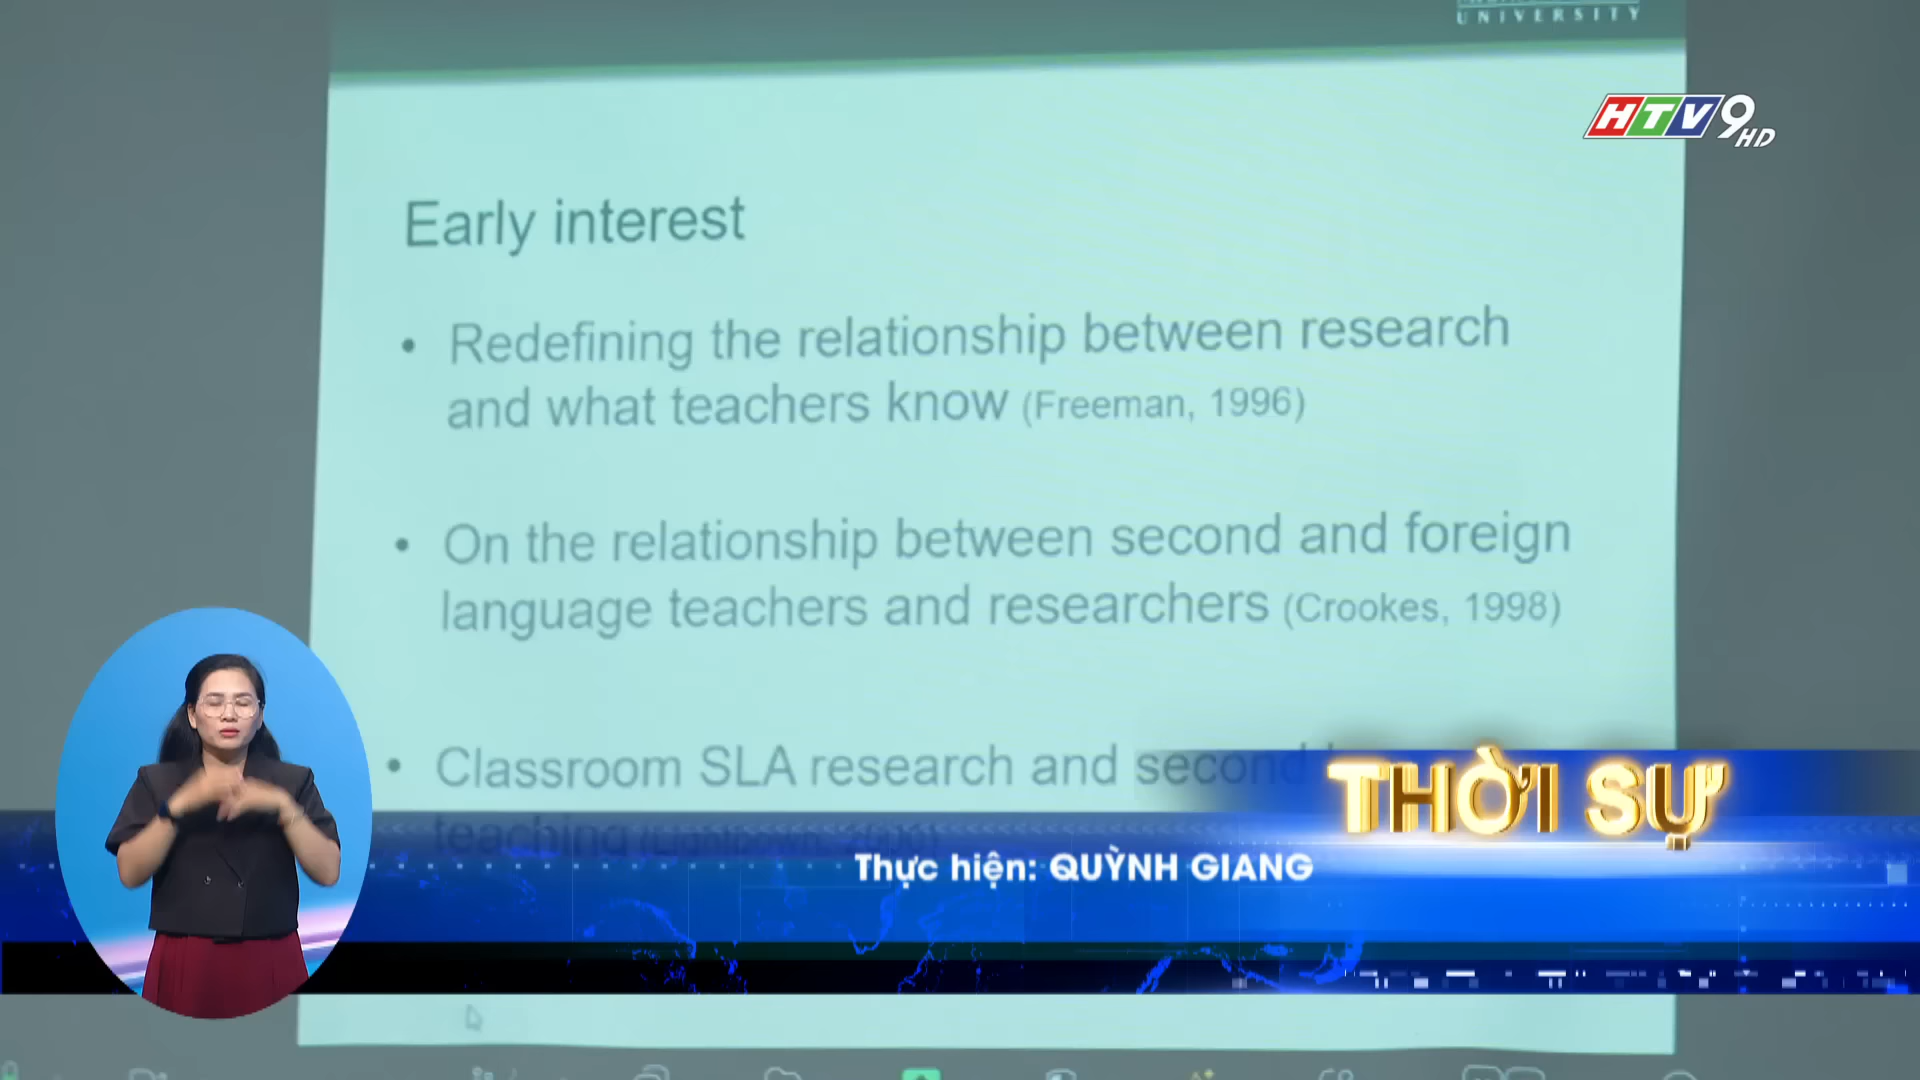 UNIVERSITY
HTV9 HD
Early interest
• Redefining the relationship between research
and what teachers know (Freeman, 1996)
• On the relationship between second and foreign
language teachers and researchers (Crookes, 1998)
• Classroom SLA research and second
teaching
THỜI SỰ
Thực hiện: QUỲNH GIANG